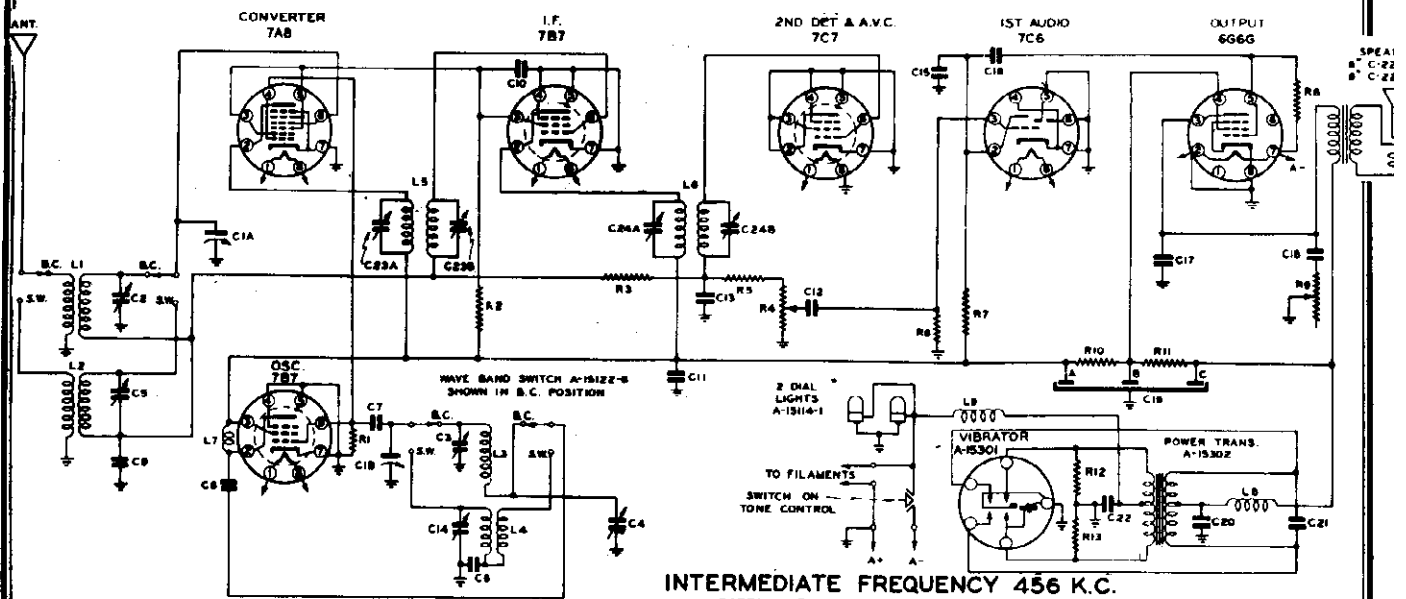 ANT.
CONVERTER
7A8
I.F.
7B7
2ND DET & A.V.C.
7C7
1ST AUDIO
7C6
OUTPUT
6G6G
C10
C15
C16
R8
L5
L6
C1A
C23A
C23B
C24A
C24B
A-
B.C.
L1
B.C.
S.W.
C2
S.W.
R2
R3
C13
R5
R4
C12
R6
R7
C17
C18
R9
L2
C5
C9
OSC.
7B7
L7
C7
R1
C6
WAVE BAND SWITCH A-15122-B
SHOWN IN B.C. POSITION
C11
R10
R11
A
B
C
C19
2 DIAL
LIGHTS
A-15114-1
L9
B.C.
B.C.
C1B
S.W.
C3
L3
S.W.
C14
L4
C8
C4
TO FILAMENTS
SWITCH ON
TONE CONTROL
A+
A-
VIBRATOR
A-15301
R12
R13
C22
POWER TRANS.
A-15302
L8
C20
C21
INTERMEDIATE FREQUENCY 456 K.C.